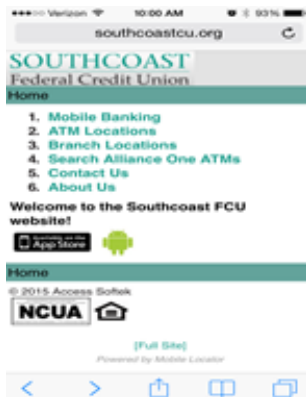 Verizon 10:00 AM 93%
southcoastcu.org
SOUTHCOAST
Federal Credit Union
Home
1. Mobile Banking
2. ATM Locations
3. Branch Locations
4. Search Alliance One ATMs
5. Contact Us
6. About Us
Welcome to the Southcoast FCU
website!
Available on the
App Store
Home
© 2015 Access Softek
NCUA
[Full Site]
Powered by Mobile Locator